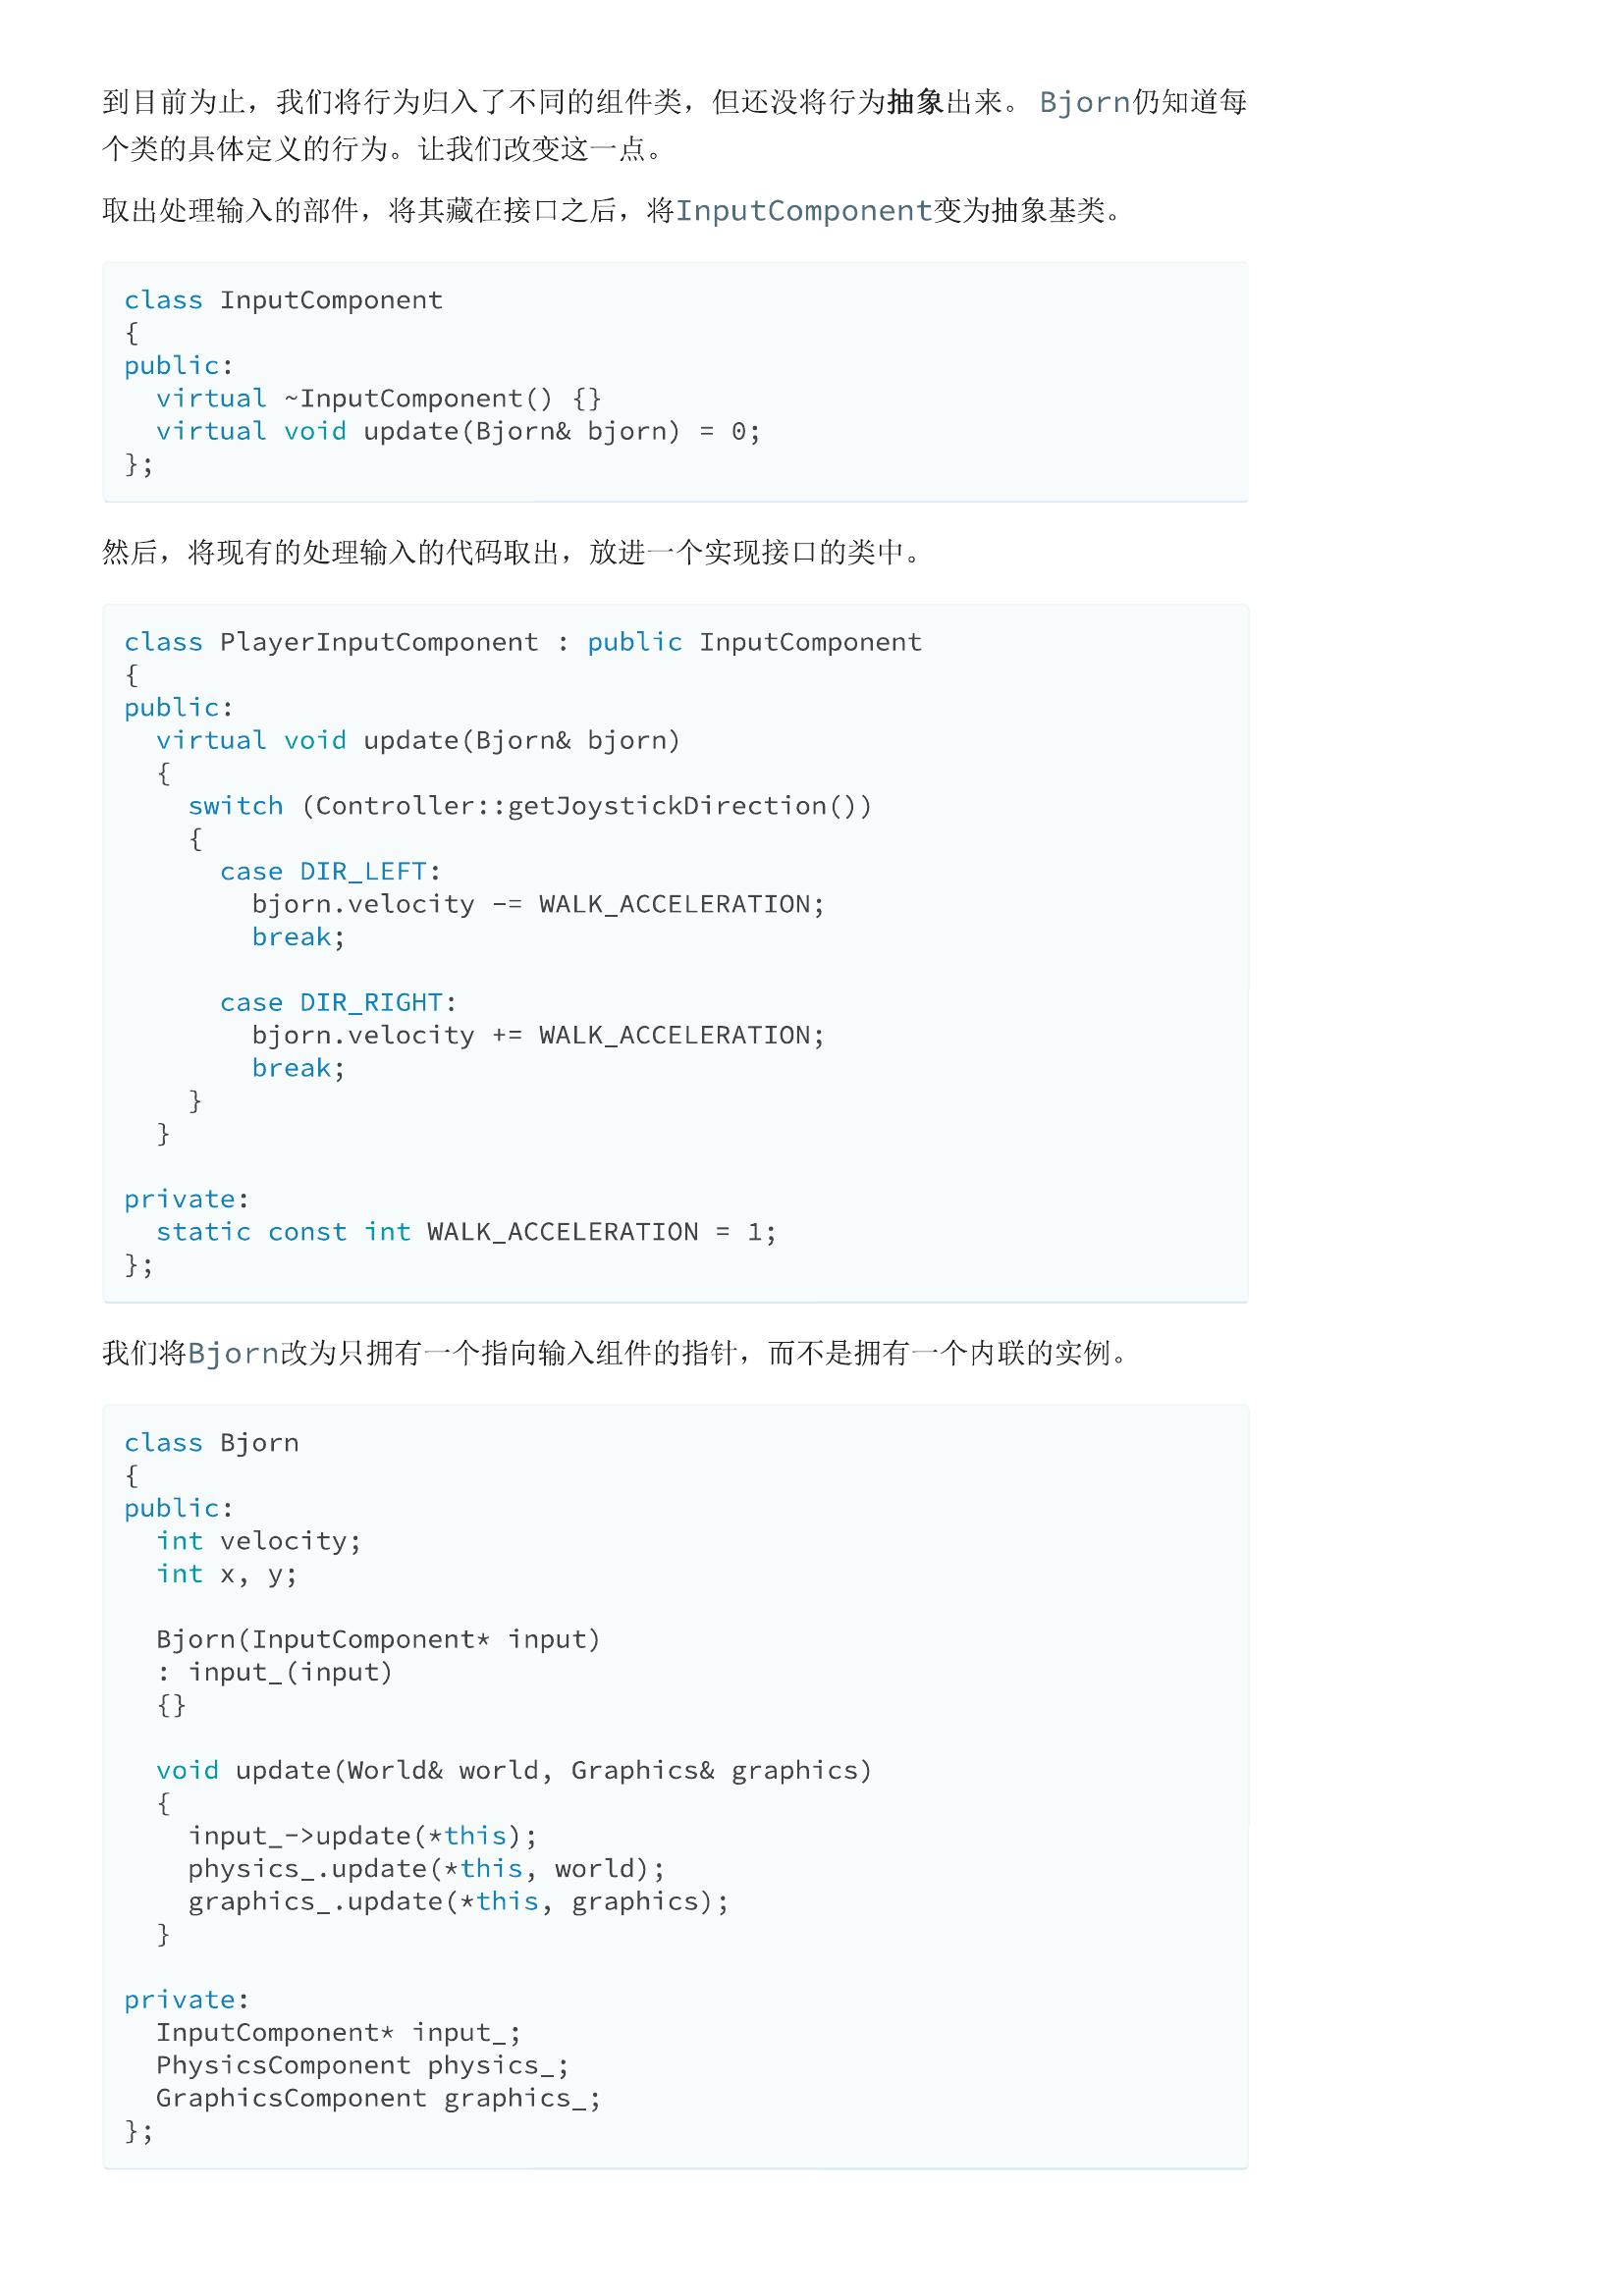 到目前为止，我们将行为归入了不同的组件类，但还没将行为抽象出来。 Bjorn仍知道每
个类的具体定义的行为。让我们改变这一点。
取出处理输入的部件，将其藏在接口之后，将InputComponent变为抽象基类。
class InputComponent
{
public:
  virtual ~InputComponent() {}
  virtual void update(Bjorn& bjorn) = 0;
};
然后，将现有的处理输入的代码取出，放进一个实现接口的类中。
class PlayerInputComponent : public InputComponent
{
public:
  virtual void update(Bjorn& bjorn)
  {
    switch (Controller::getJoystickDirection())
    {
      case DIR_LEFT:
        bjorn.velocity -= WALK_ACCELERATION;
        break;

      case DIR_RIGHT:
        bjorn.velocity += WALK_ACCELERATION;
        break;
    }
  }

private:
  static const int WALK_ACCELERATION = 1;
};
我们将Bjorn改为只拥有一个指向输入组件的指针，而不是拥有一个内联的实例。
class Bjorn
{
public:
  int velocity;
  int x, y;

  Bjorn(InputComponent* input)
  : input_(input)
  {}

  void update(World& world, Graphics& graphics)
  {
    input_->update(*this);
    physics_.update(*this, world);
    graphics_.update(*this, graphics);
  }

private:
  InputComponent* input_;
  PhysicsComponent physics_;
  GraphicsComponent graphics_;
};